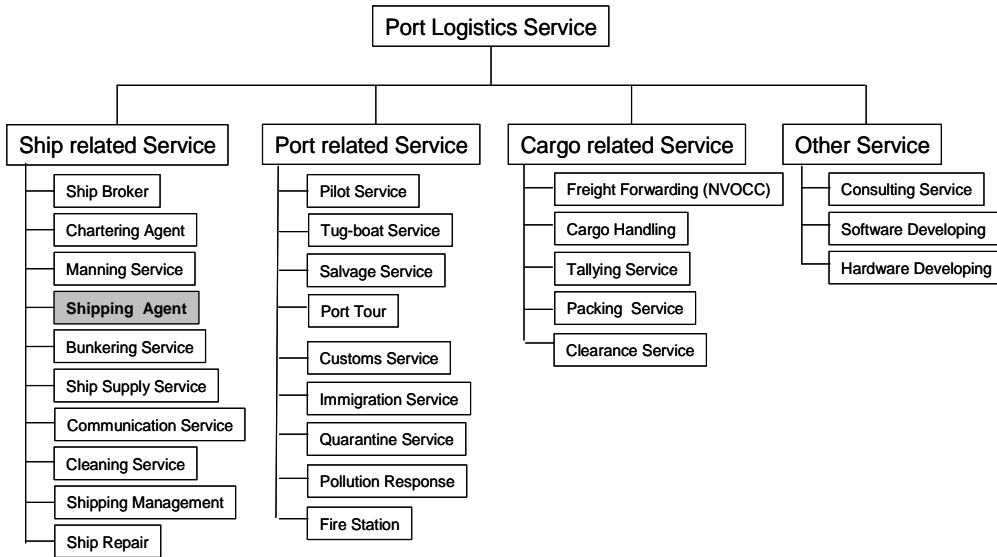 Port Logistics Service
Ship related Service
Ship Broker
Chartering Agent
Manning Service
Shipping Agent
Bunkering Service
Ship Supply Service
Communication Service
Cleaning Service
Shipping Management
Ship Repair
Port related Service
Pilot Service
Tug-boat Service
Salvage Service
Port Tour
Customs Service
Immigration Service
Quarantine Service
Pollution Response
Fire Station
Cargo related Service
Freight Forwarding (NVOCC)
Cargo Handling
Tallying Service
Packing Service
Clearance Service
Other Service
Consulting Service
Software Developing
Hardware Developing